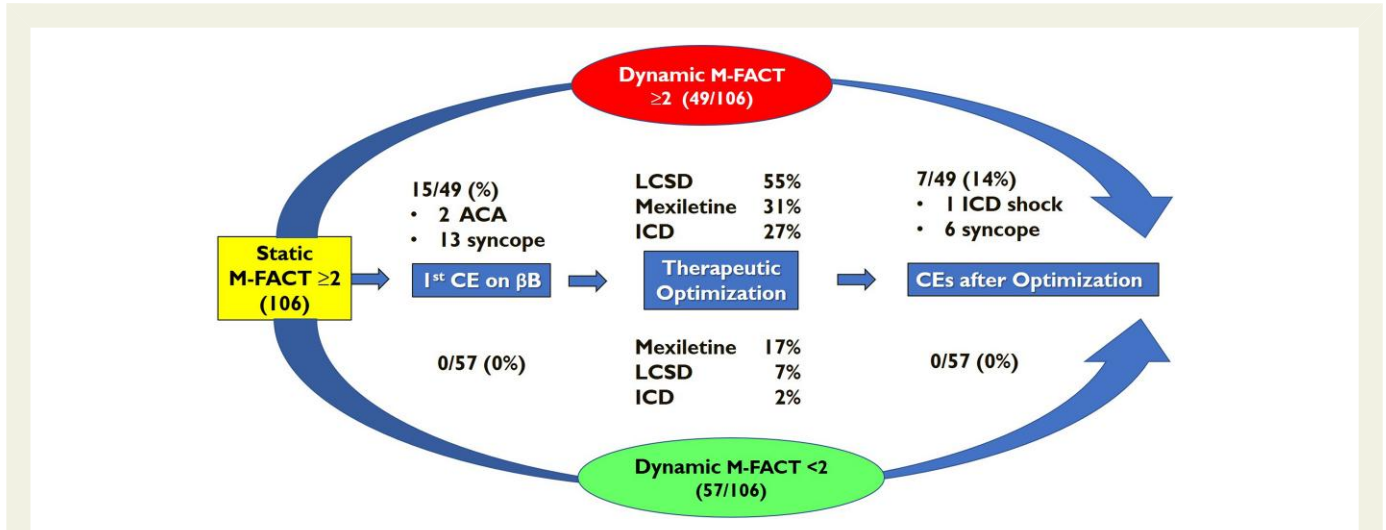 Dynamic M-FACT
≥2 (49/106)
15/49 (%)
• 2 ACA
• 13 syncope
LCSD 55%
Mexiletine 31%
ICD 27%
7/49 (14%)
• 1 ICD shock
• 6 syncope
Static
M-FACT ≥2
(106)
1st CE on βB
Therapeutic
Optimization
CEs after Optimization
0/57 (0%)
Mexiletine 17%
LCSD 7%
ICD 2%
0/57 (0%)
Dynamic M-FACT <2
(57/106)